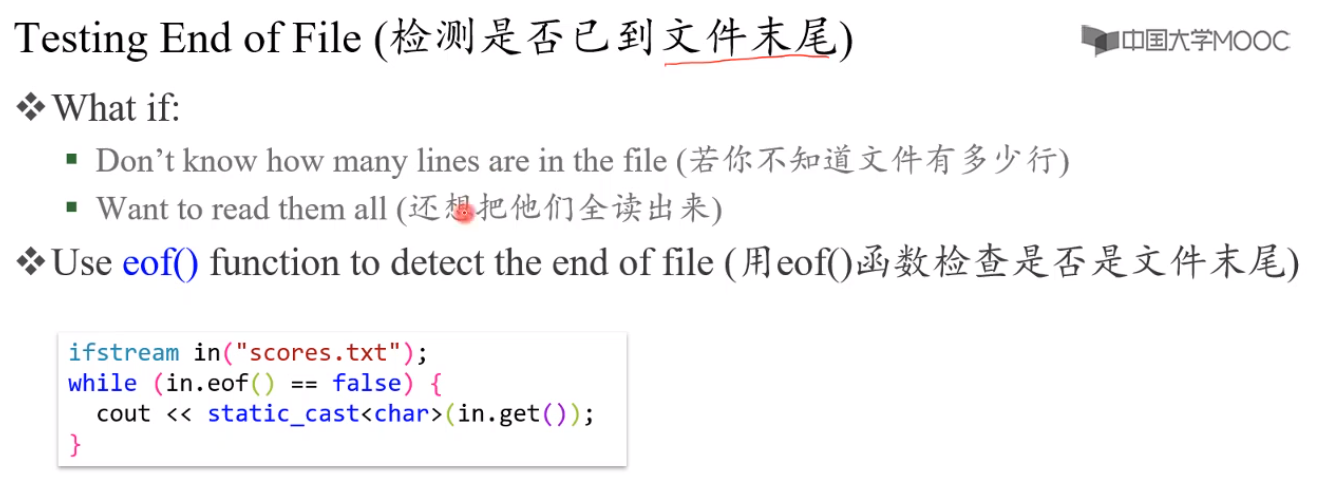 Testing End of File (检测是否已到文件末尾)
中国大学MOOC
❖What if:
▪ Don’t know how many lines are in the file (若你不知道文件有多少行)
▪ Want to read them all (还想把他们全读出来)
❖Use eof() function to detect the end of file (用eof()函数检查是否是文件末尾)
ifstream in("scores.txt");
while (in.eof() == false) {
  cout << static_cast<char>(in.get());
}